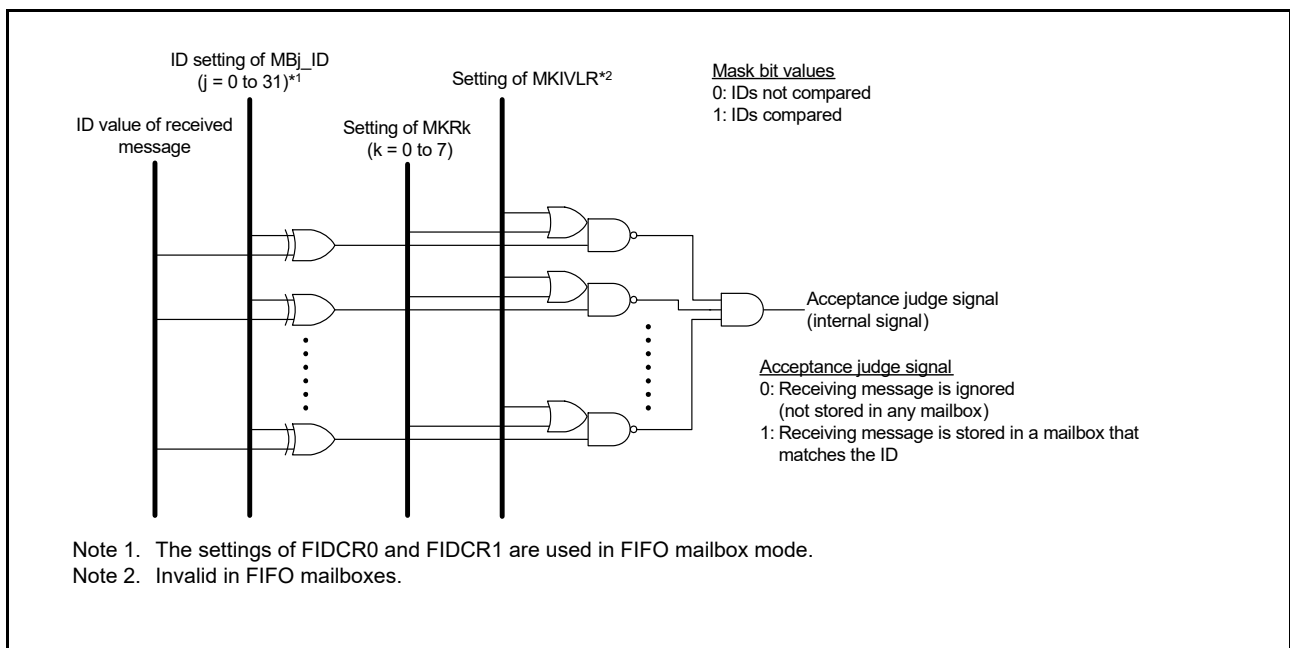 ID setting of MBj_ID
(j = 0 to 31)*1
Setting of MKIVLR*2
Mask bit values
0: IDs not compared
1: IDs compared
ID value of received
message
Setting of MKRk
(k = 0 to 7)
Acceptance judge signal
(internal signal)
Acceptance judge signal
0: Receiving message is ignored
(not stored in any mailbox)
1: Receiving message is stored in a mailbox that
matches the ID
Note 1. The settings of FIDCR0 and FIDCR1 are used in FIFO mailbox mode.
Note 2. Invalid in FIFO mailboxes.